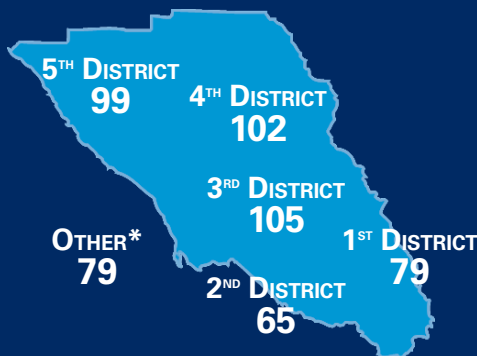 5TH DISTRICT
99
4TH DISTRICT
102
3RD DISTRICT
105
OTHER*
79
1ST DISTRICT
79
2ND DISTRICT
65